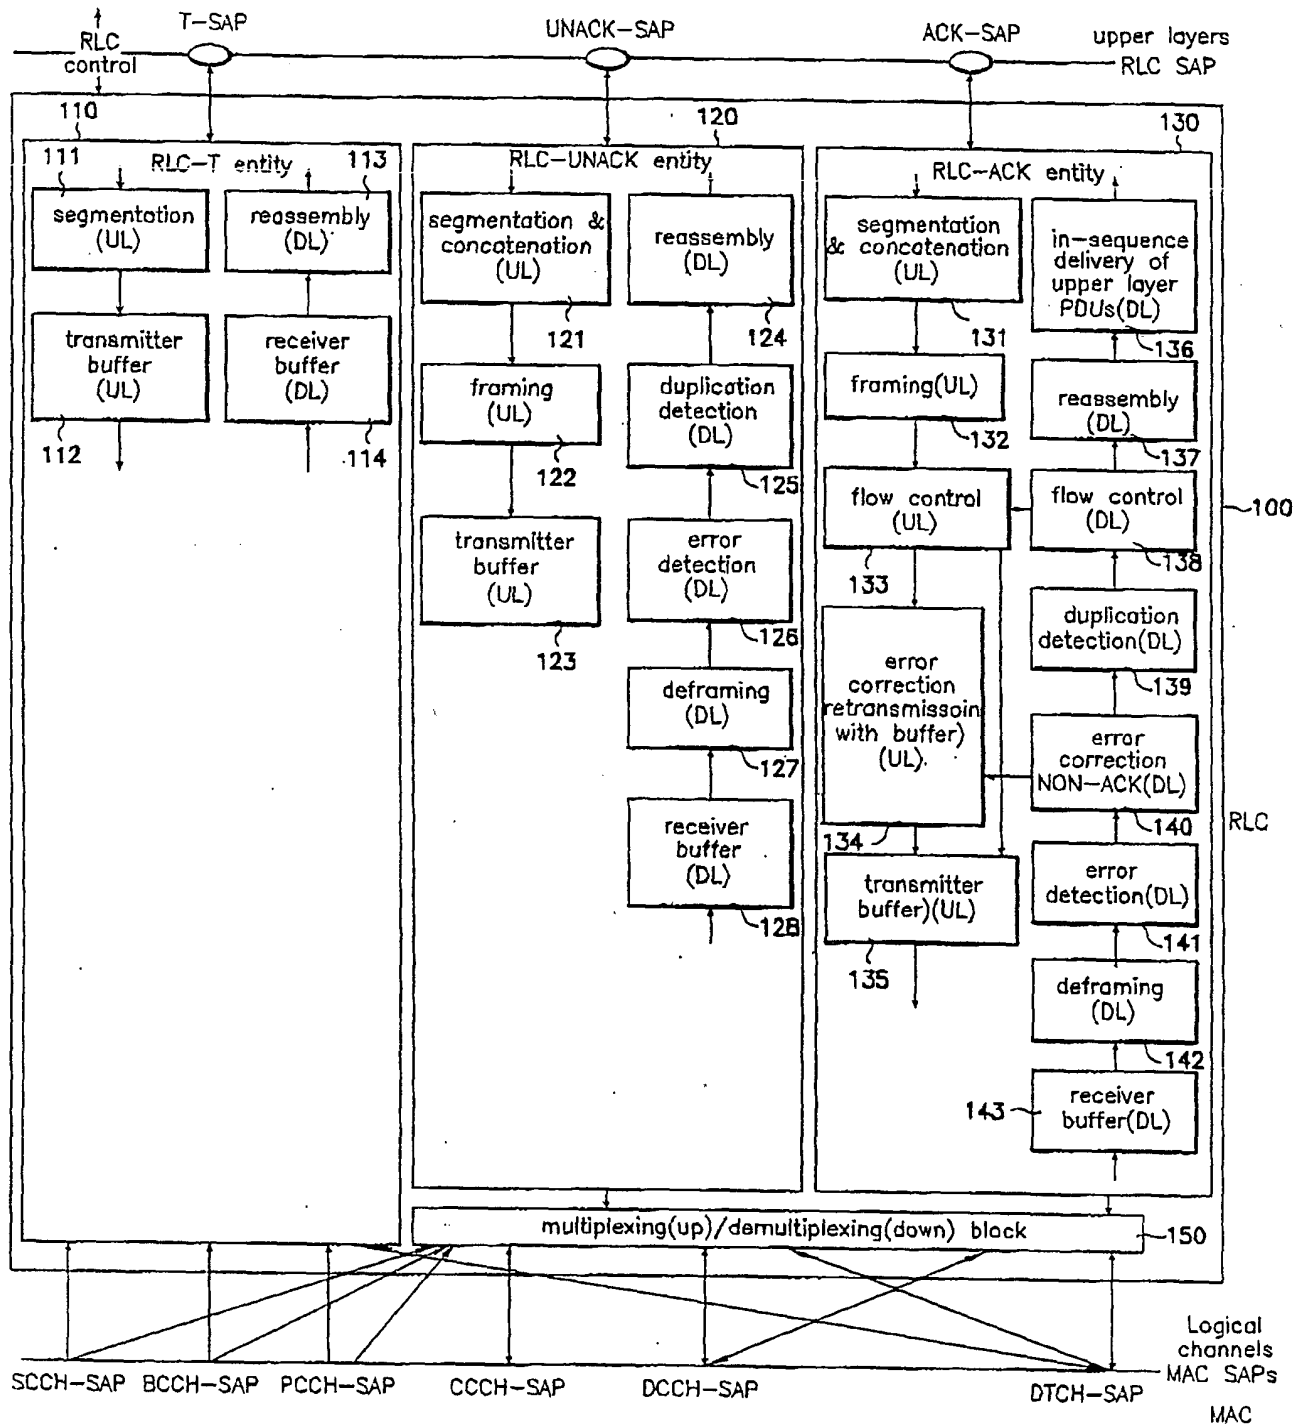 T-SAP
UNACK-SAP
ACK-SAP
RLC
control
upper layers
RLC SAP
110
120
130
111
RLC-T entity
113
RLC-UNACK entity
RLC-ACK entity
segmentation
(UL)
reassembly
(DL)
segmentation &
concatenation
(UL)
reassembly
(DL)
segmentation
& concatenation
(UL)
in-sequence
delivery of
upper layer
PDUs(DL)
transmitter
buffer
(UL)
receiver
buffer
(DL)
121
124
131
136
framing
(UL)
duplication
detection
(DL)
framing(UL)
reassembly
(DL)
112
114
122
125
132
137
flow control
(UL)
flow control
(DL)
100
transmitter
buffer
(UL)
error
detection
(DL)
133
138
123
126
error
correction
retransmissoin
with buffer)
(UL)
duplication
detection(DL)
139
deframing
(DL)
127
error
correction
NON-ACK(DL)
134
140
RLC
receiver
buffer
(DL)
128
transmitter
buffer)(UL)
error
detection(DL)
135
141
deframing
(DL)
142
143
receiver
buffer(DL)
multiplexing(up)/demultiplexing(down) block
150
Logical
channels
MAC SAPs
SCCH-SAP
BCCH-SAP
PCCH-SAP
CCCH-SAP
DCCH-SAP
DTCH-SAP
MAC